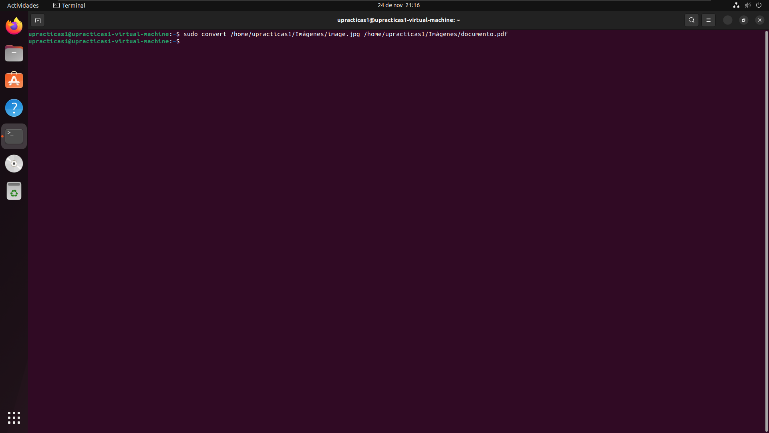 Actividades
Terminal
24 de nov 21:16
upracticas1@upracticas1-virtual-machine: ~
upracticas1@upracticas1-virtual-machine:~$ sudo convert /home/upracticas1/Imágenes/image.jpg /home/upracticas1/Imágenes/documento.pdf
upracticas1@upracticas1-virtual-machine:~$